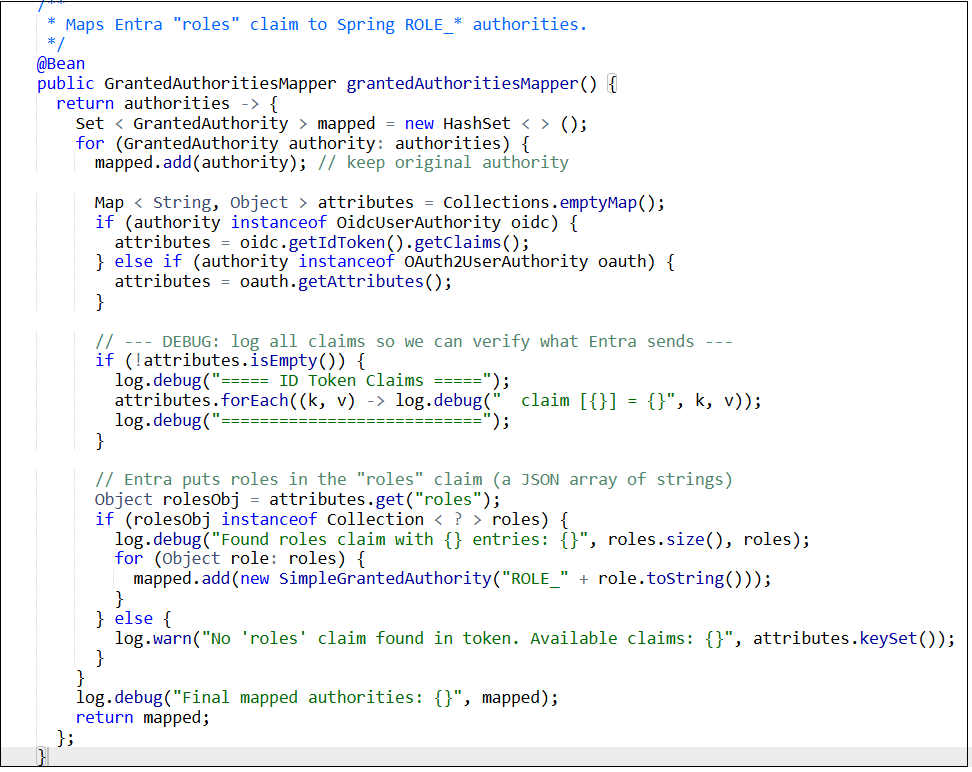 /**
 * Maps Entra "roles" claim to Spring ROLE_* authorities.
 */
@Bean
public GrantedAuthoritiesMapper grantedAuthoritiesMapper() {
  return authorities -> {
    Set < GrantedAuthority > mapped = new HashSet < > ();
    for (GrantedAuthority authority: authorities) {
      mapped.add(authority); // keep original authority

      Map < String, Object > attributes = Collections.emptyMap();
      if (authority instanceof OidcUserAuthority oidc) {
        attributes = oidc.getIdToken().getClaims();
      } else if (authority instanceof OAuth2UserAuthority oauth) {
        attributes = oauth.getAttributes();
      }

      // --- DEBUG: log all claims so we can verify what Entra sends ---
      if (!attributes.isEmpty()) {
        log.debug("===== ID Token Claims =====");
        attributes.forEach((k, v) -> log.debug("  claim [{}] = {}", k, v));
        log.debug("===========================");
      }

      // Entra puts roles in the "roles" claim (a JSON array of strings)
      Object rolesObj = attributes.get("roles");
      if (rolesObj instanceof Collection < ? > roles) {
        log.debug("Found roles claim with {} entries: {}", roles.size(), roles);
        for (Object role: roles) {
          mapped.add(new SimpleGrantedAuthority("ROLE_" + role.toString()));
        }
      } else {
        log.warn("No 'roles' claim found in token. Available claims: {}", attributes.keySet());
      }
    }
    log.debug("Final mapped authorities: {}", mapped);
    return mapped;
  };
}